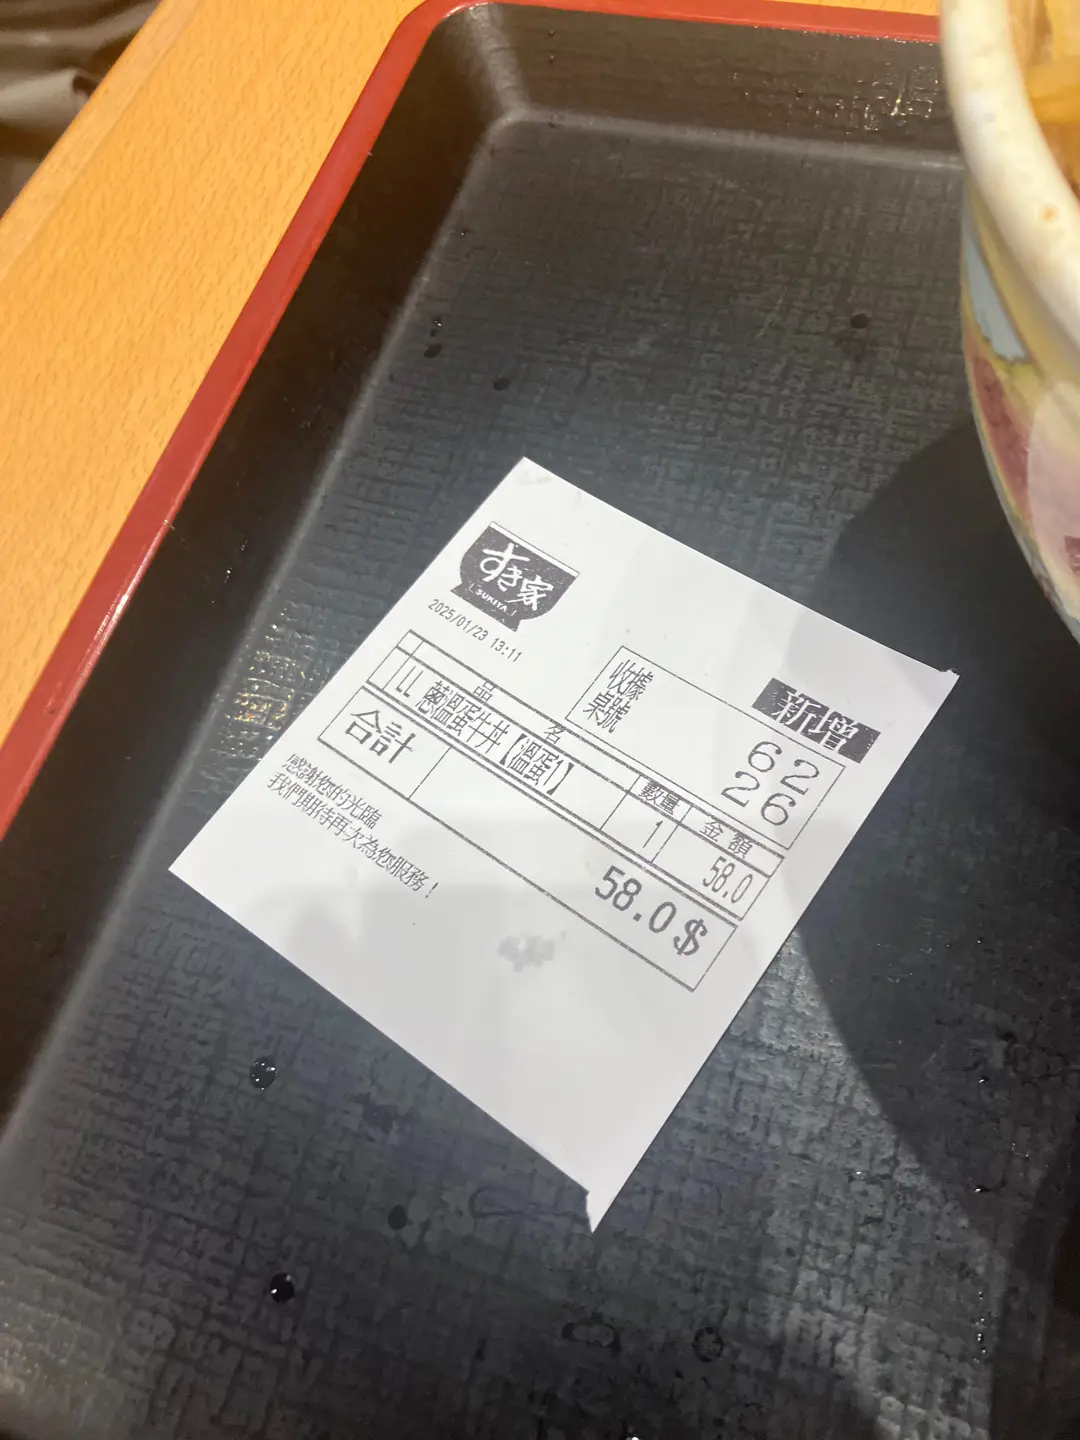 すき家
SUKIYA
2025/01/23 13:11
新增
收據 62
桌號 26
品名 數量 金額
LL 蔥溫蛋牛丼【溫蛋1】 1 58.0
合計 58.0$
感謝您的光臨
我們期待再次為您服務！